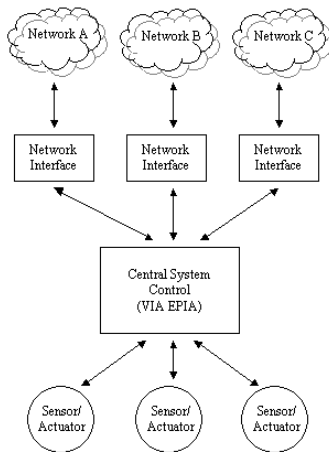 Network A
Network B
Network C
Network
Interface
Network
Interface
Network
Interface
Central System
Control
(VIA EPIA)
Sensor/
Actuator
Sensor/
Actuator
Sensor/
Actuator